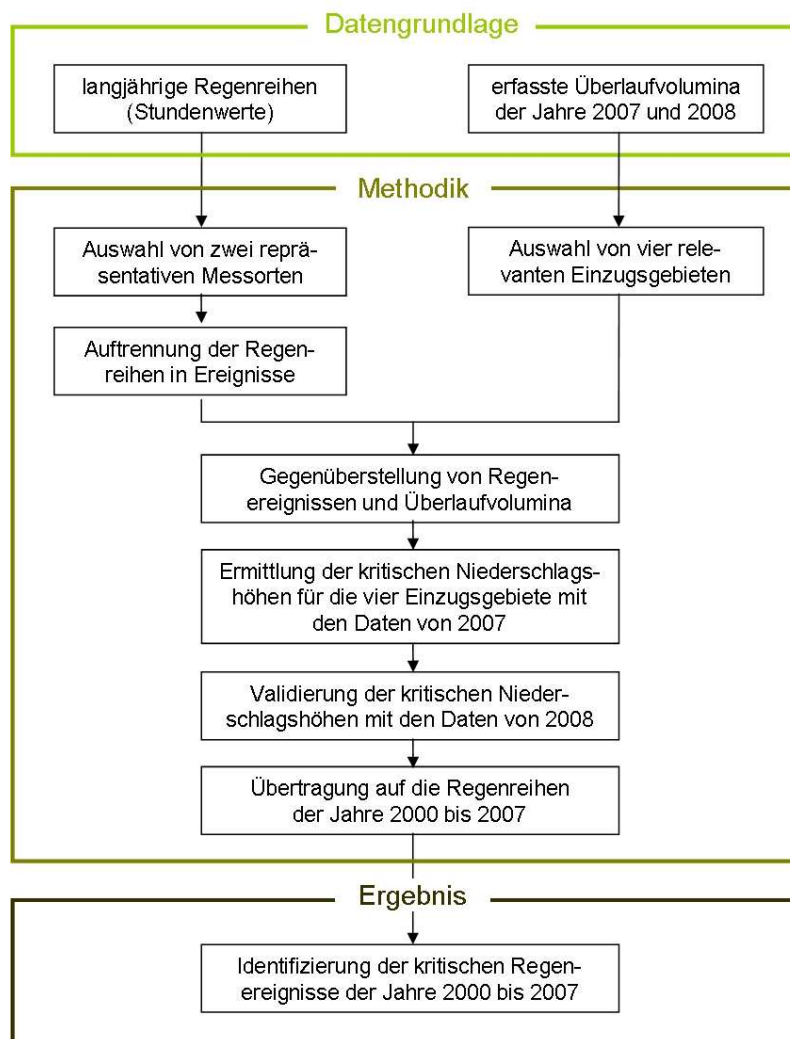 Datengrundlage
langjährige Regenreihen
(Stundenwerte)
erfasste Überlaufvolumina
der Jahre 2007 und 2008
Methodik
Auswahl von zwei reprä-
sentativen Messorten
Auswahl von vier rele-
vanten Einzugsgebieten
Auftrennung der Regen-
reihen in Ereignisse
Gegenüberstellung von Regen-
ereignissen und Überlaufvolumina
Ermittlung der kritischen Niederschlags-
höhen für die vier Einzugsgebiete mit
den Daten von 2007
Validierung der kritischen Nieder-
schlagshöhen mit den Daten von 2008
Übertragung auf die Regenreihen
der Jahre 2000 bis 2007
Ergebnis
Identifizierung der kritischen Regen-
ereignisse der Jahre 2000 bis 2007